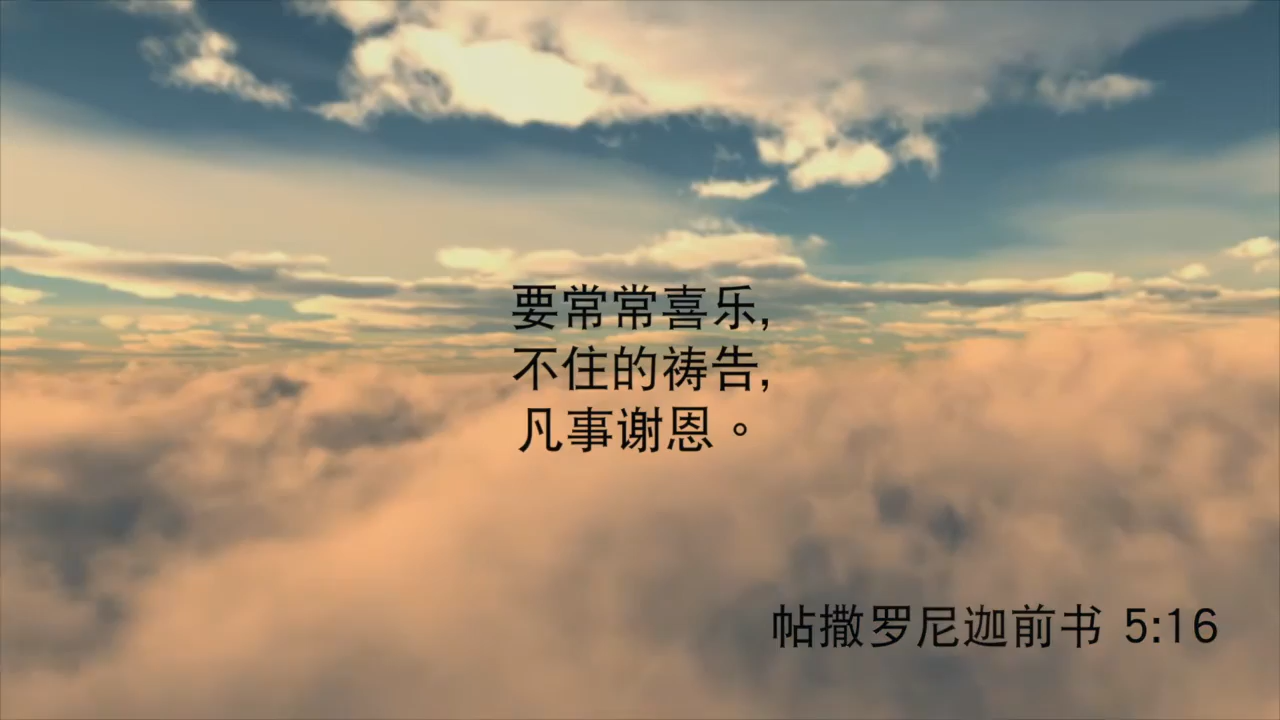 要常常喜乐,
不住的祷告,
凡事谢恩。
帖撒罗尼迦前书 5:16